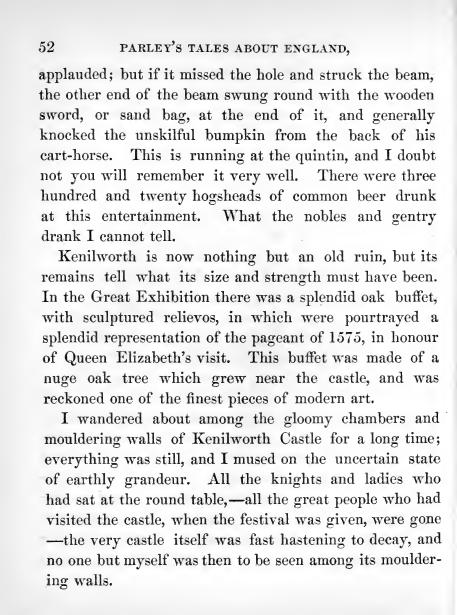 52 PARLEY'S TALES ABOUT ENGLAND,
applauded; but if it missed the hole and struck the beam,
the other end of the beam swung round with the wooden
sword, or sand bag, at the end of it, and generally
knocked the unskilful bumpkin from the back of his
cart-horse. This is running at the quintin, and I doubt
not you will remember it very well. There were three
hundred and twenty hogsheads of common beer drunk
at this entertainment. What the nobles and gentry
drank I cannot tell.
Kenilworth is now nothing but an old ruin, but its
remains tell what its size and strength must have been.
In the Great Exhibition there was a splendid oak buffet,
with sculptured relievos, in which were pourtrayed a
splendid representation of the pageant of 1575, in honour
of Queen Elizabeth's visit. This buffet was made of a
nuge oak tree which grew near the castle, and was
reckoned one of the finest pieces of modern art.
I wandered about among the gloomy chambers and
mouldering walls of Kenilworth Castle for a long time;
everything was still, and I mused on the uncertain state
of earthly grandeur. All the knights and ladies who
had sat at the round table,—all the great people who had
visited the castle, when the festival was given, were gone
—the very castle itself was fast hastening to decay, and
no one but myself was then to be seen among its moulder-
ing walls.